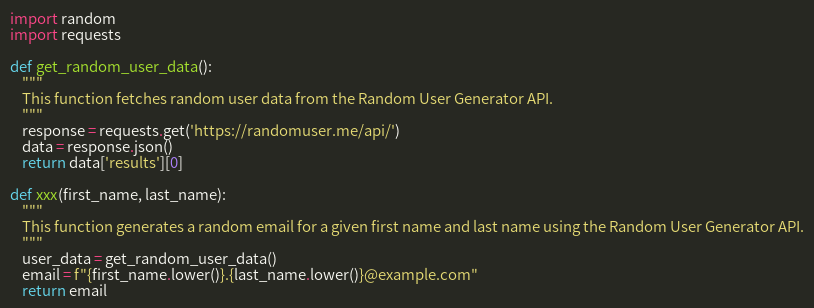 import random
import requests

def get_random_user_data():
    """
    This function fetches random user data from the Random User Generator API.
    """
    response = requests.get('https://randomuser.me/api/')
    data = response.json()
    return data['results'][0]

def xxx(first_name, last_name):
    """
    This function generates a random email for a given first name and last name using the Random User Generator API.
    """
    user_data = get_random_user_data()
    email = f"{first_name.lower()}.{last_name.lower()}@example.com"
    return email